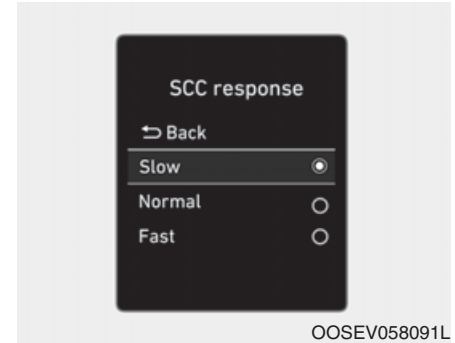 SCC response
Back
Slow
Normal
Fast
OOSEV058091L